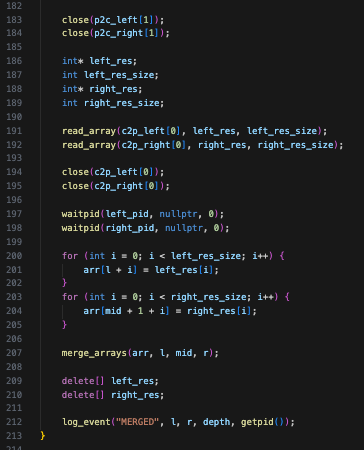 182
183 close(p2c_left[1]);
184 close(p2c_right[1]);
185
186 int* left_res;
187 int left_res_size;
188 int* right_res;
189 int right_res_size;
190
191 read_array(c2p_left[0], left_res, left_res_size);
192 read_array(c2p_right[0], right_res, right_res_size);
193
194 close(c2p_left[0]);
195 close(c2p_right[0]);
196
197 waitpid(left_pid, nullptr, 0);
198 waitpid(right_pid, nullptr, 0);
199
200 for (int i = 0; i < left_res_size; i++) {
201 arr[l + i] = left_res[i];
202 }
203 for (int i = 0; i < right_res_size; i++) {
204 arr[mid + 1 + i] = right_res[i];
205 }
206
207 merge_arrays(arr, l, mid, r);
208
209 delete[] left_res;
210 delete[] right_res;
211
212 log_event("MERGED", l, r, depth, getpid());
213 }
214